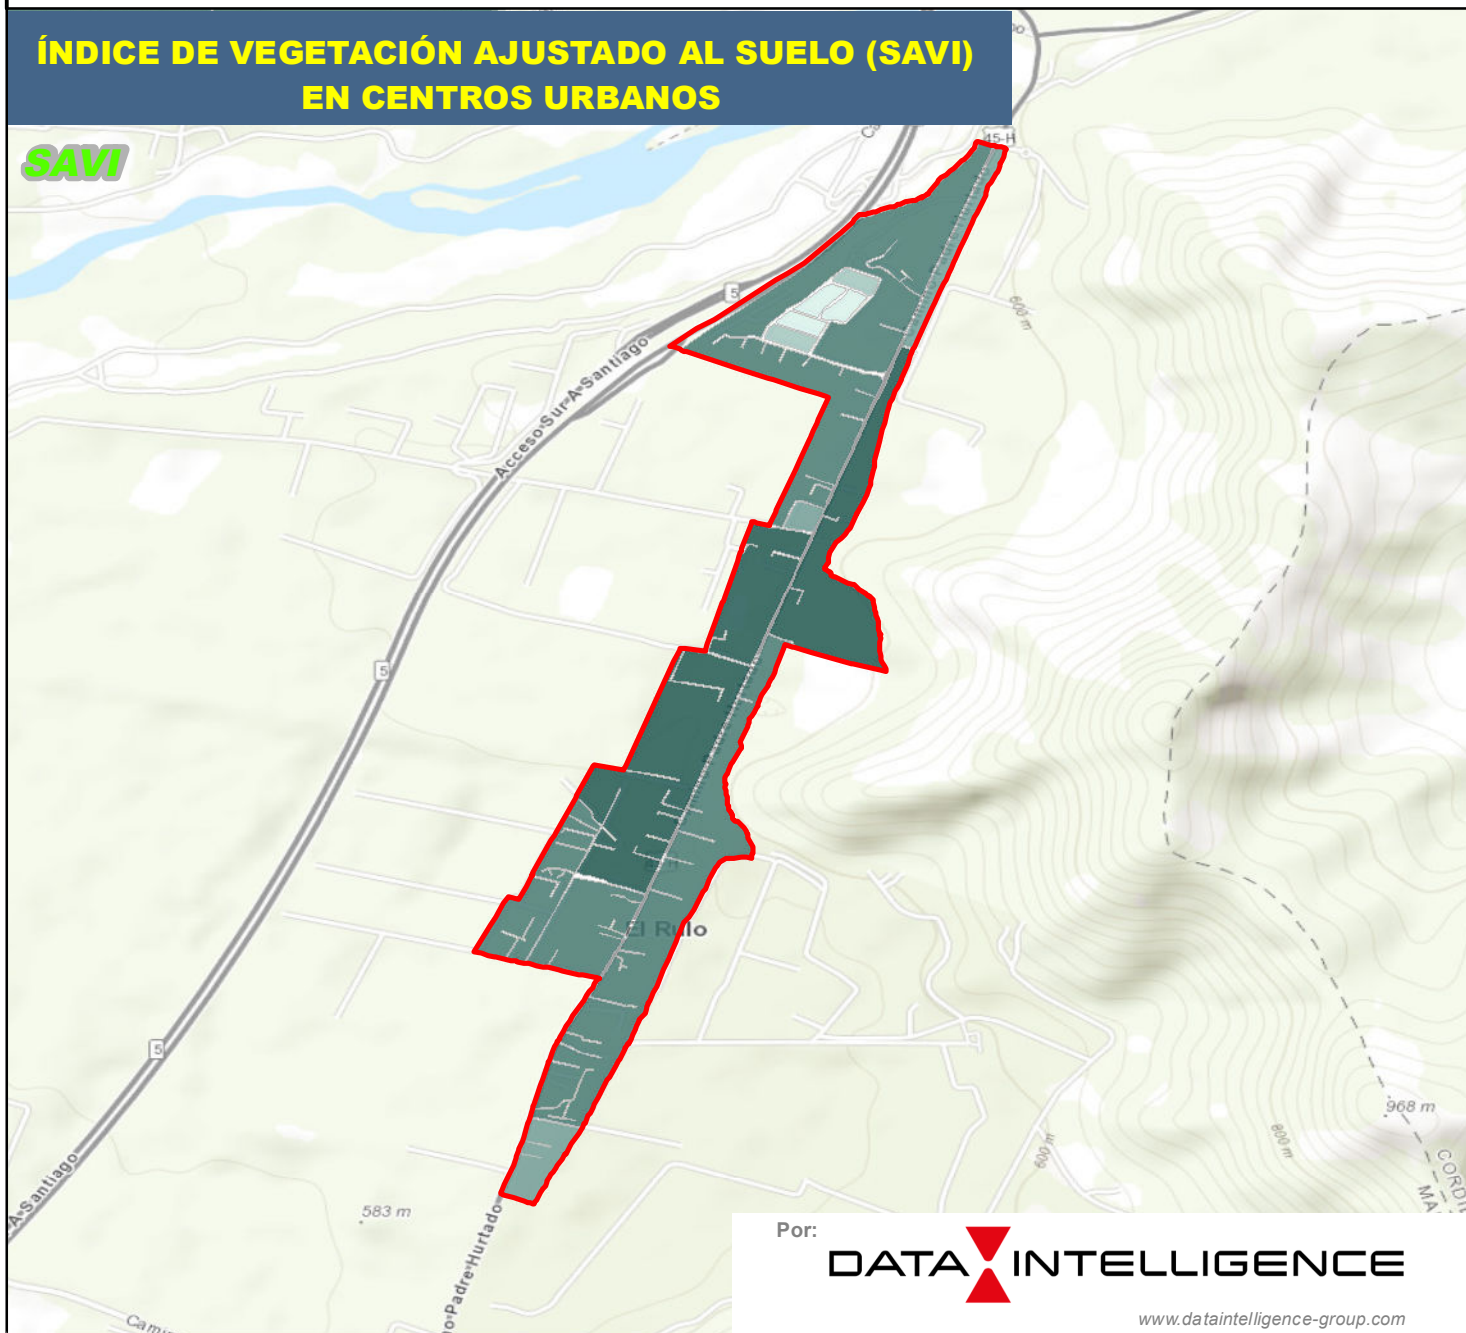 ÍNDICE DE VEGETACIÓN AJUSTADO AL SUELO (SAVI)
EN CENTROS URBANOS
SAVI
45-H
5
600 m
Acceso Sur A Santiago
5
El Rulo
5
968 m
800 m
600 m
A Santiago
583 m
Padre Hurtado
Por:
DATA INTELLIGENCE
www.dataintelligence-group.com